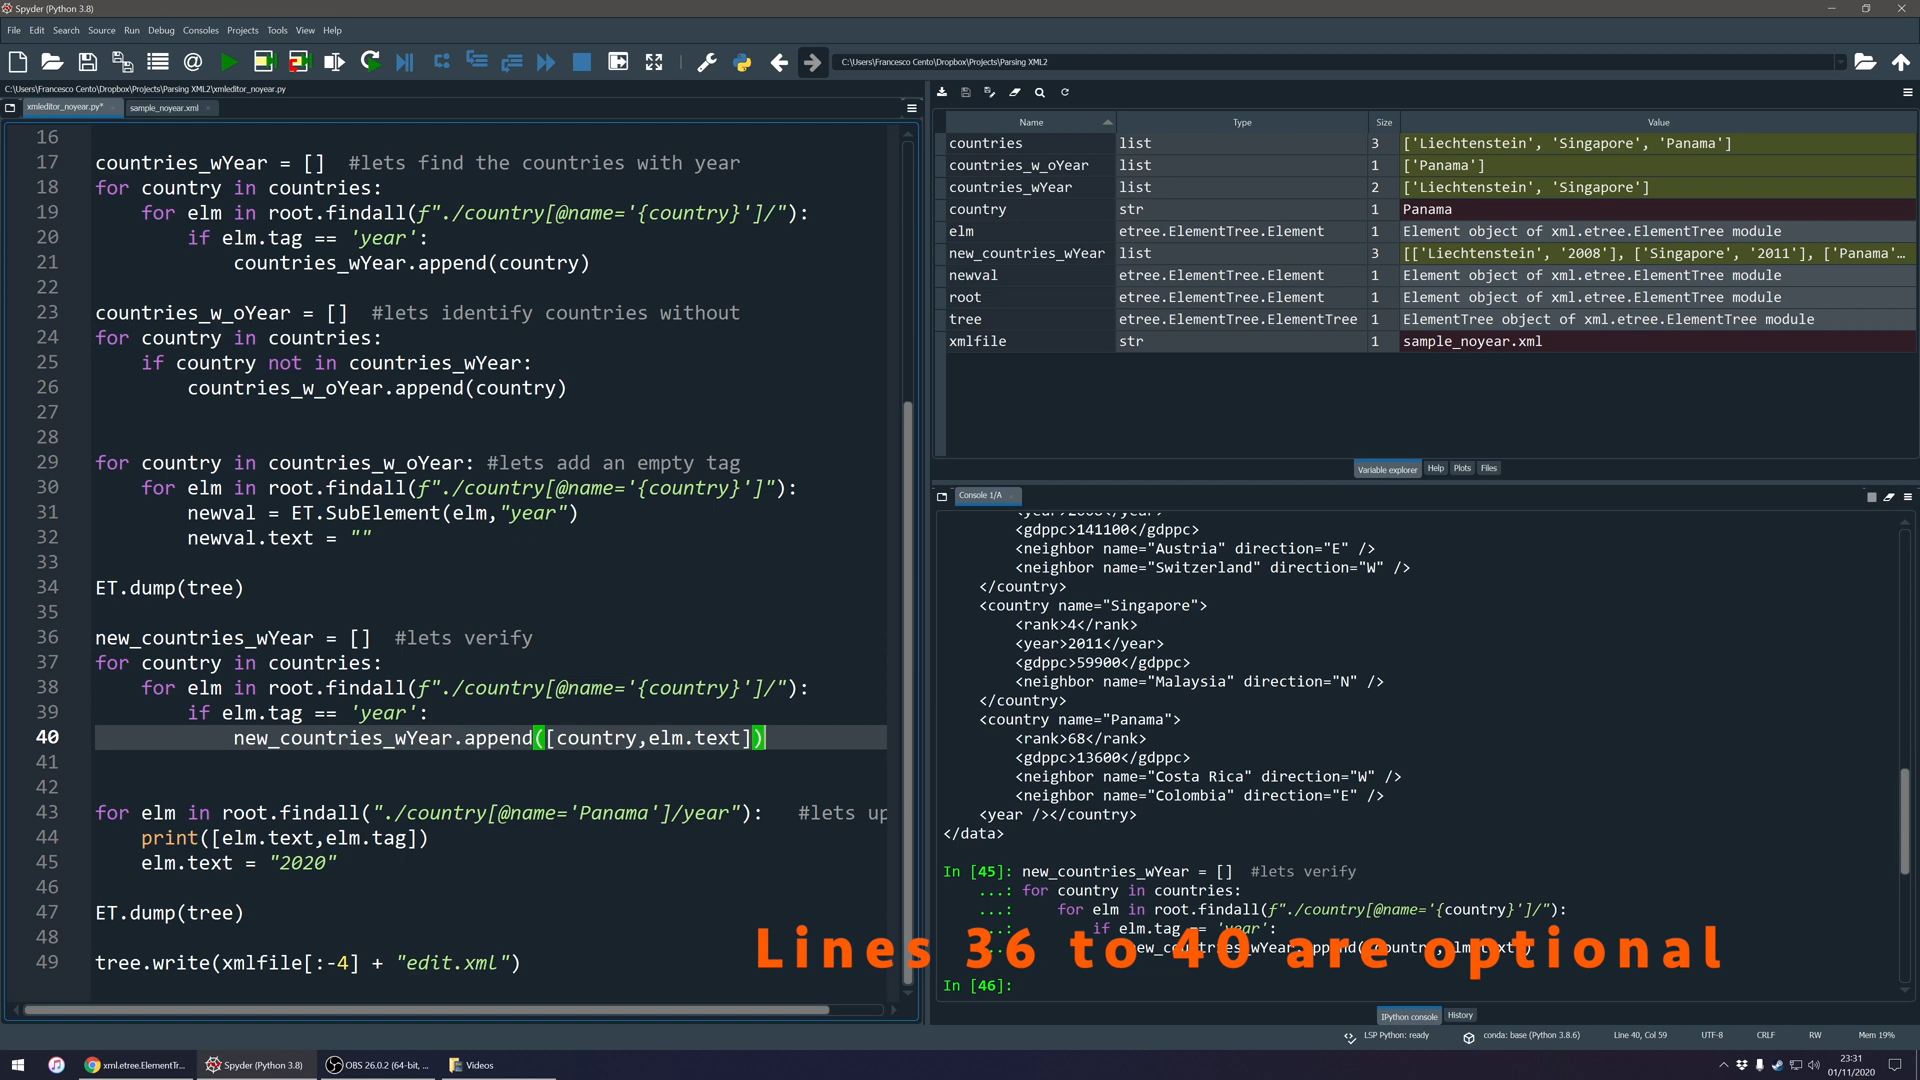 Spyder (Python 3.8)
File Edit Search Source Run Debug Consoles Projects Tools View Help
C:\Users\Francesco Cento\Dropbox\Projects\Parsing XML2
C:\Users\Francesco Cento\Dropbox\Projects\Parsing XML2\xmleditor_noyear.py
xmleditor_noyear.py* sample_noyear.xml
16
17 countries_wYear = [] #lets find the countries with year
18 for country in countries:
19 for elm in root.findall(f"./country[@name='{country}']/"):
20 if elm.tag == 'year':
21 countries_wYear.append(country)
22
23 countries_w_oYear = [] #lets identify countries without
24 for country in countries:
25 if country not in countries_wYear:
26 countries_w_oYear.append(country)
27
28
29 for country in countries_w_oYear: #lets add an empty tag
30 for elm in root.findall(f"./country[@name='{country}']"):
31 newval = ET.SubElement(elm,"year")
32 newval.text = ""
33
34 ET.dump(tree)
35
36 new_countries_wYear = [] #lets verify
37 for country in countries:
38 for elm in root.findall(f"./country[@name='{country}']/"):
39 if elm.tag == 'year':
40 new_countries_wYear.append([country,elm.text])
41
42
43 for elm in root.findall("./country[@name='Panama']/year"): #lets up
44 print([elm.text,elm.tag])
45 elm.text = "2020"
46
47 ET.dump(tree)
48
49 tree.write(xmlfile[:-4] + "edit.xml")
Name Type Size Value
countries list 3 ['Liechtenstein', 'Singapore', 'Panama']
countries_w_oYear list 1 ['Panama']
countries_wYear list 2 ['Liechtenstein', 'Singapore']
country str 1 Panama
elm etree.ElementTree.Element 1 Element object of xml.etree.ElementTree module
new_countries_wYear list 3 [['Liechtenstein', '2008'], ['Singapore', '2011'], ['Panama'...
newval etree.ElementTree.Element 1 Element object of xml.etree.ElementTree module
root etree.ElementTree.Element 1 Element object of xml.etree.ElementTree module
tree etree.ElementTree.ElementTree 1 ElementTree object of xml.etree.ElementTree module
xmlfile str 1 sample_noyear.xml
Variable explorer Help Plots Files
Console 1/A
<year>2008</year>
<gdppc>141100</gdppc>
<neighbor name="Austria" direction="E" />
<neighbor name="Switzerland" direction="W" />
</country>
<country name="Singapore">
<rank>4</rank>
<year>2011</year>
<gdppc>59900</gdppc>
<neighbor name="Malaysia" direction="N" />
</country>
<country name="Panama">
<rank>68</rank>
<gdppc>13600</gdppc>
<neighbor name="Costa Rica" direction="W" />
<neighbor name="Colombia" direction="E" />
<year /></country>
</data>
In [45]: new_countries_wYear = [] #lets verify
...: for country in countries:
...: for elm in root.findall(f"./country[@name='{country}']/"):
...: if elm.tag == 'year':
Lines 36 to 40 are optional
In [46]:
IPython console History
LSP Python: ready conda: base (Python 3.8.6) Line 40, Col 59 UTF-8 CRLF RW Mem 19%
xml.etree.ElementTr... Spyder (Python 3.8) OBS 26.0.2 (64-bit, ... Videos
23:31
01/11/2020